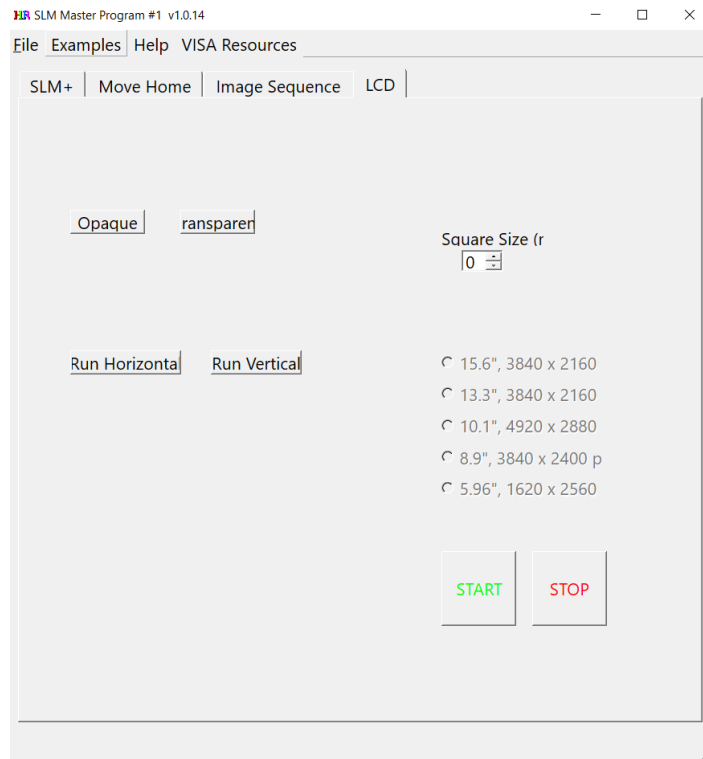 HR SLM Master Program #1 v1.0.14
File Examples Help VISA Resources
SLM+ Move Home Image Sequence LCD
Opaque ransparen
Square Size (r
0
Run Horizontal Run Vertical
15.6", 3840 x 2160
13.3", 3840 x 2160
10.1", 4920 x 2880
8.9", 3840 x 2400 p
5.96", 1620 x 2560
START STOP